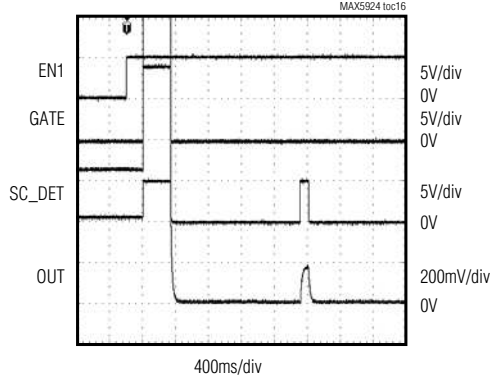 MAX5924 toc16
EN1
5V/div
0V
GATE
5V/div
0V
SC_DET
5V/div
0V
OUT
200mV/div
0V
400ms/div